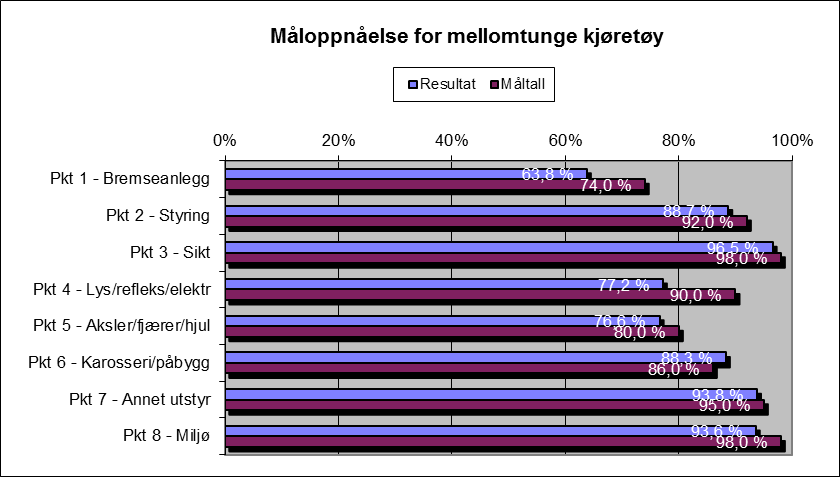 Måloppnåelse for mellomtunge kjøretøy
Resultat Måltall
0% 20% 40% 60% 80% 100%
Pkt 1 - Bremseanlegg 63,8 %
74,0 %
Pkt 2 - Styring 88,7 %
92,0 %
Pkt 3 - Sikt 96,5 %
98,0 %
Pkt 4 - Lys/refleks/elektr 77,2 %
90,0 %
Pkt 5 - Aksler/fjærer/hjul 76,6 %
80,0 %
Pkt 6 - Karosseri/påbygg 88,3 %
86,0 %
Pkt 7 - Annet utstyr 93,8 %
95,0 %
Pkt 8 - Miljø 93,6 %
98,0 %